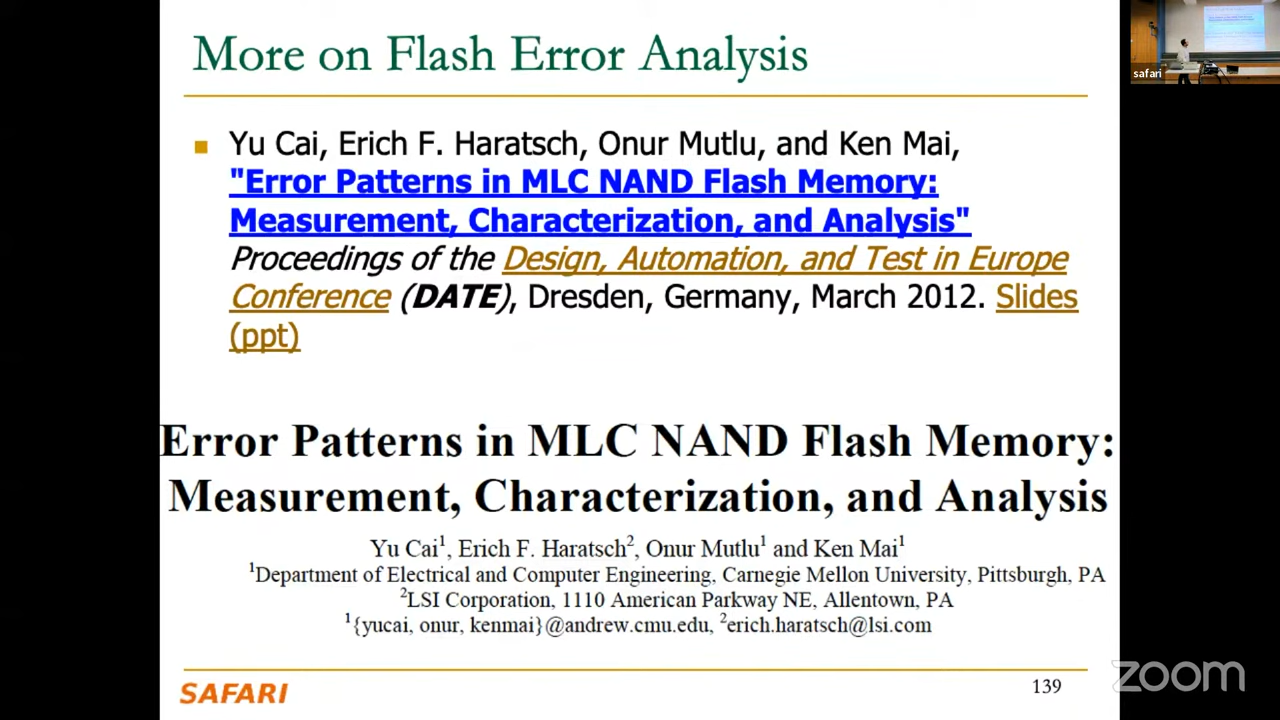 More on Flash Error Analysis
safari
Yu Cai, Erich F. Haratsch, Onur Mutlu, and Ken Mai,
"Error Patterns in MLC NAND Flash Memory:
Measurement, Characterization, and Analysis"
Proceedings of the Design, Automation, and Test in Europe
Conference (DATE), Dresden, Germany, March 2012. Slides
(ppt)
Error Patterns in MLC NAND Flash Memory:
Measurement, Characterization, and Analysis
Yu Cai¹, Erich F. Haratsch², Onur Mutlu¹ and Ken Mai¹
¹Department of Electrical and Computer Engineering, Carnegie Mellon University, Pittsburgh, PA
²LSI Corporation, 1110 American Parkway NE, Allentown, PA
¹{yucai, onur, kenmai}@andrew.cmu.edu, ²erich.haratsch@lsi.com
SAFARI
139
zoom